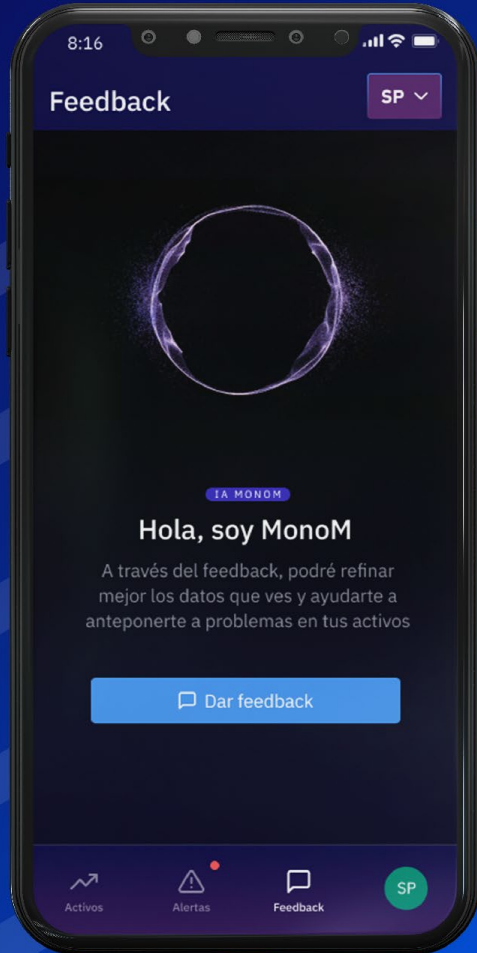 8:16
Feedback
SP
IA MONOM
Hola, soy MonoM
A través del feedback, podré refinar
mejor los datos que ves y ayudarte a
anteponerte a problemas en tus activos
Dar feedback
Activos
Alertas
Feedback
SP